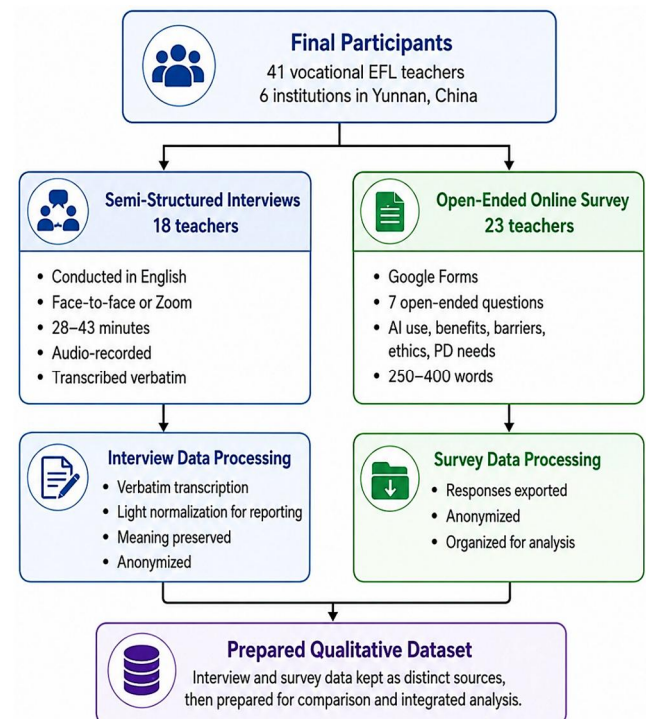 Final Participants
41 vocational EFL teachers
6 institutions in Yunnan, China
Semi-Structured Interviews
18 teachers
• Conducted in English
• Face-to-face or Zoom
• 28–43 minutes
• Audio-recorded
• Transcribed verbatim
Open-Ended Online Survey
23 teachers
• Google Forms
• 7 open-ended questions
• AI use, benefits, barriers,
ethics, PD needs
• 250–400 words
Interview Data Processing
• Verbatim transcription
• Light normalization for reporting
• Meaning preserved
• Anonymized
Survey Data Processing
• Responses exported
• Anonymized
• Organized for analysis
Prepared Qualitative Dataset
Interview and survey data kept as distinct sources,
then prepared for comparison and integrated analysis.